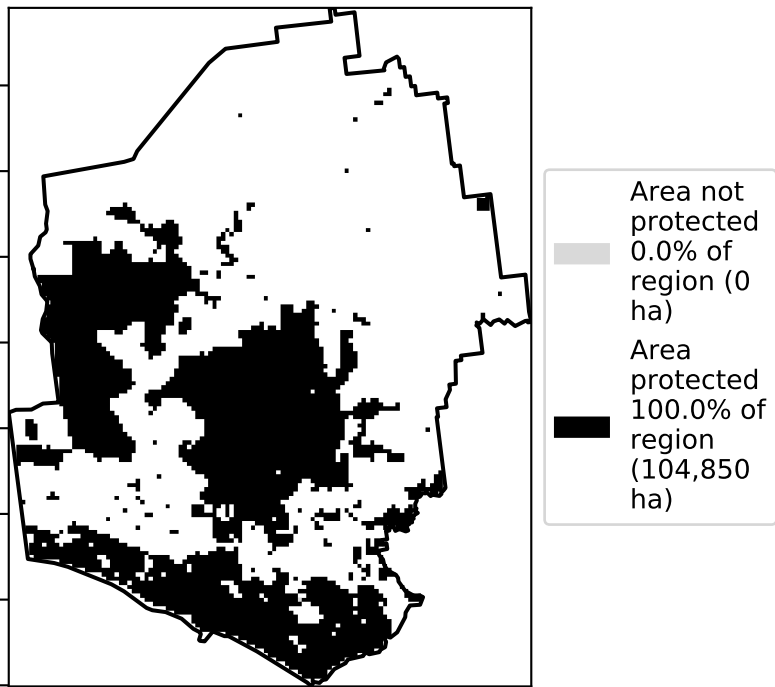 Area not
protected
0.0% of
region (0
ha)
Area
protected
100.0% of
region
(104,850
ha)